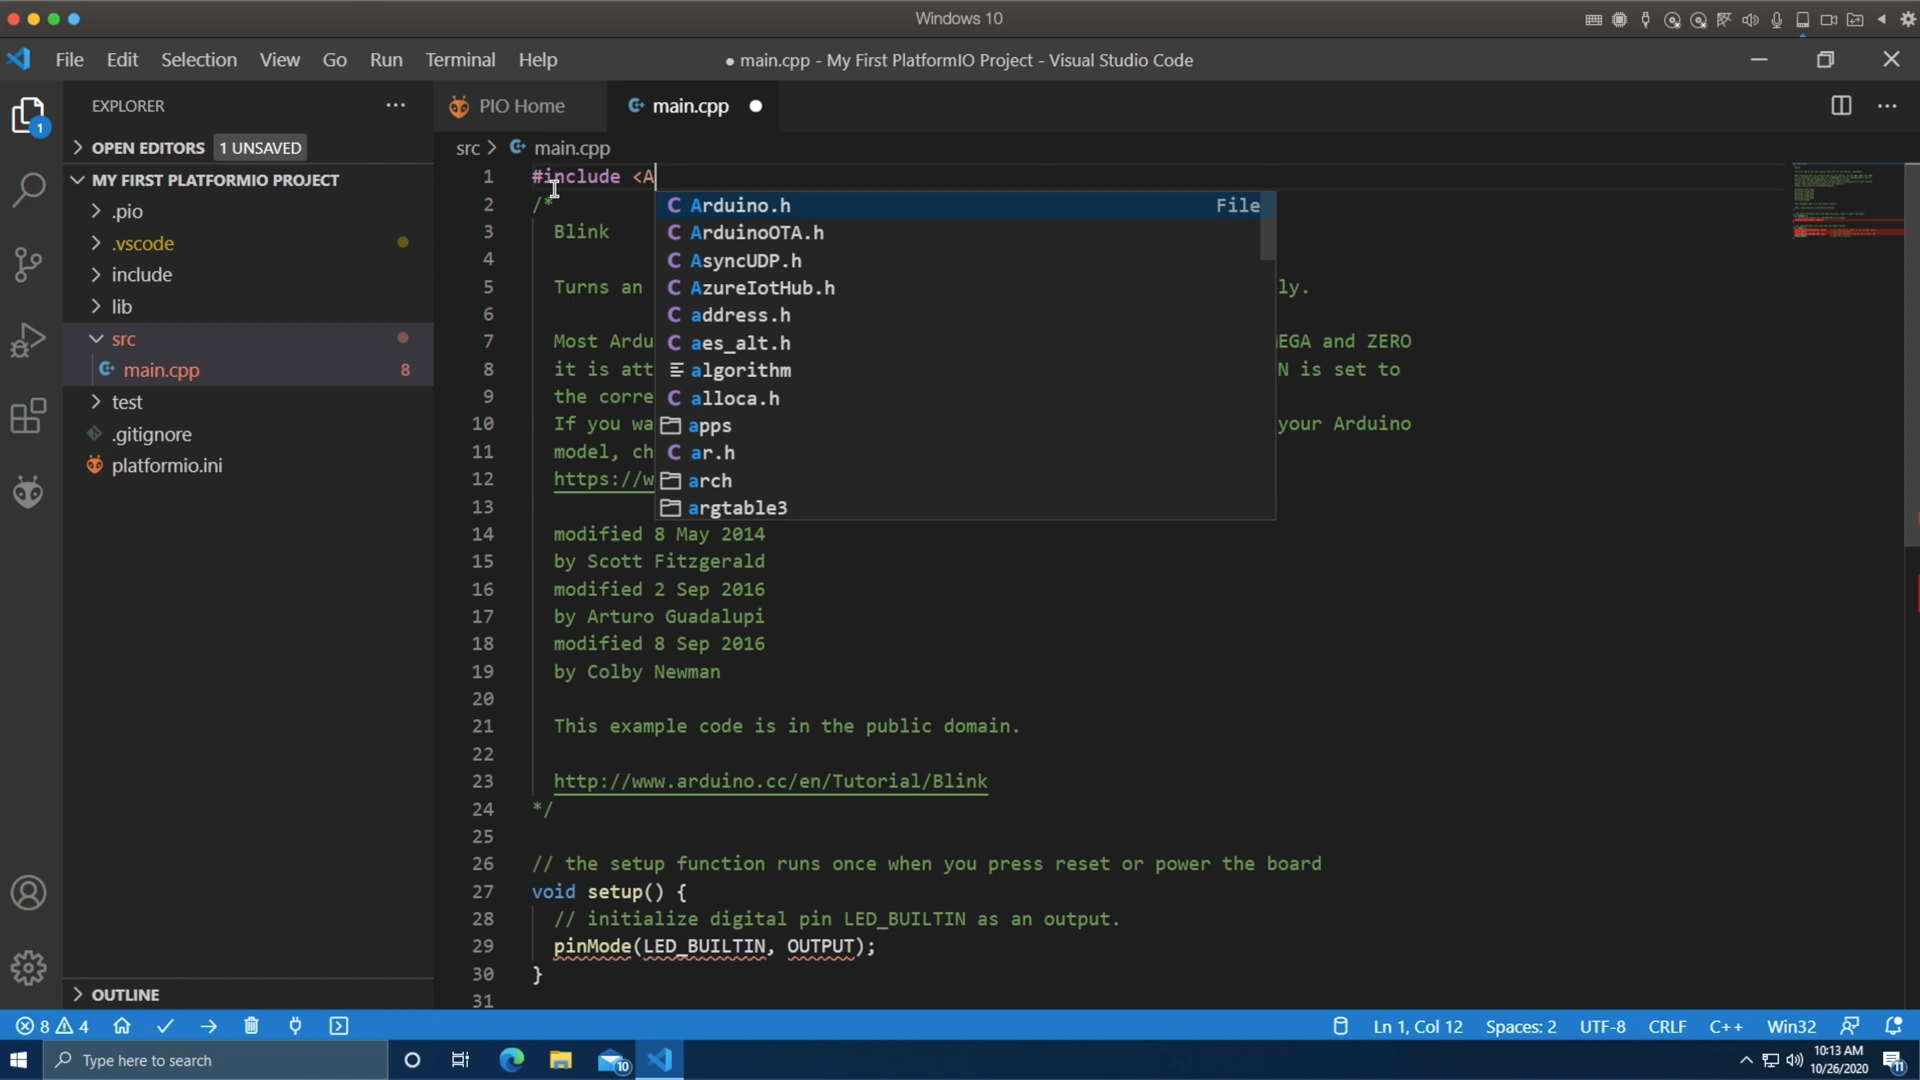 Windows 10
File Edit Selection View Go Run Terminal Help
● main.cpp - My First PlatformIO Project - Visual Studio Code
EXPLORER
PIO Home
main.cpp
OPEN EDITORS 1 UNSAVED
src > main.cpp
MY FIRST PLATFORMIO PROJECT
.pio
.vscode
include
lib
src
main.cpp 8
test
.gitignore
platformio.ini
OUTLINE
1
1 #include <A
2 /*
3 Blink
4
5 Turns an ly.
6
7 Most Ardu EGA and ZERO
8 it is att N is set to
9 the corre
10 If you wa your Arduino
11 model, ch
12 https://w
13
14 modified 8 May 2014
15 by Scott Fitzgerald
16 modified 2 Sep 2016
17 by Arturo Guadalupi
18 modified 8 Sep 2016
19 by Colby Newman
20
21 This example code is in the public domain.
22
23 http://www.arduino.cc/en/Tutorial/Blink
24 */
25
26 // the setup function runs once when you press reset or power the board
27 void setup() {
28 // initialize digital pin LED_BUILTIN as an output.
29 pinMode(LED_BUILTIN, OUTPUT);
30 }
31
Arduino.h File
ArduinoOTA.h
AsyncUDP.h
AzureIotHub.h
address.h
aes_alt.h
algorithm
alloca.h
apps
ar.h
arch
argtable3
8 4
Ln 1, Col 12 Spaces: 2 UTF-8 CRLF C++ Win32
Type here to search
10
10:13 AM
10/26/2020
11